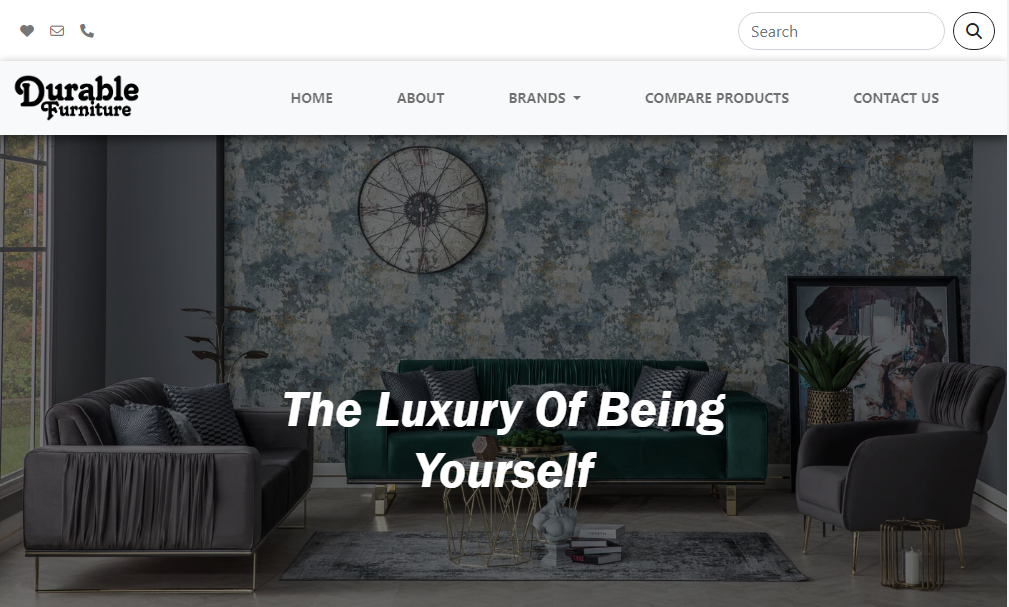 Search
Durable
Furniture
HOME
ABOUT
BRANDS
COMPARE PRODUCTS
CONTACT US
The Luxury Of Being
Yourself